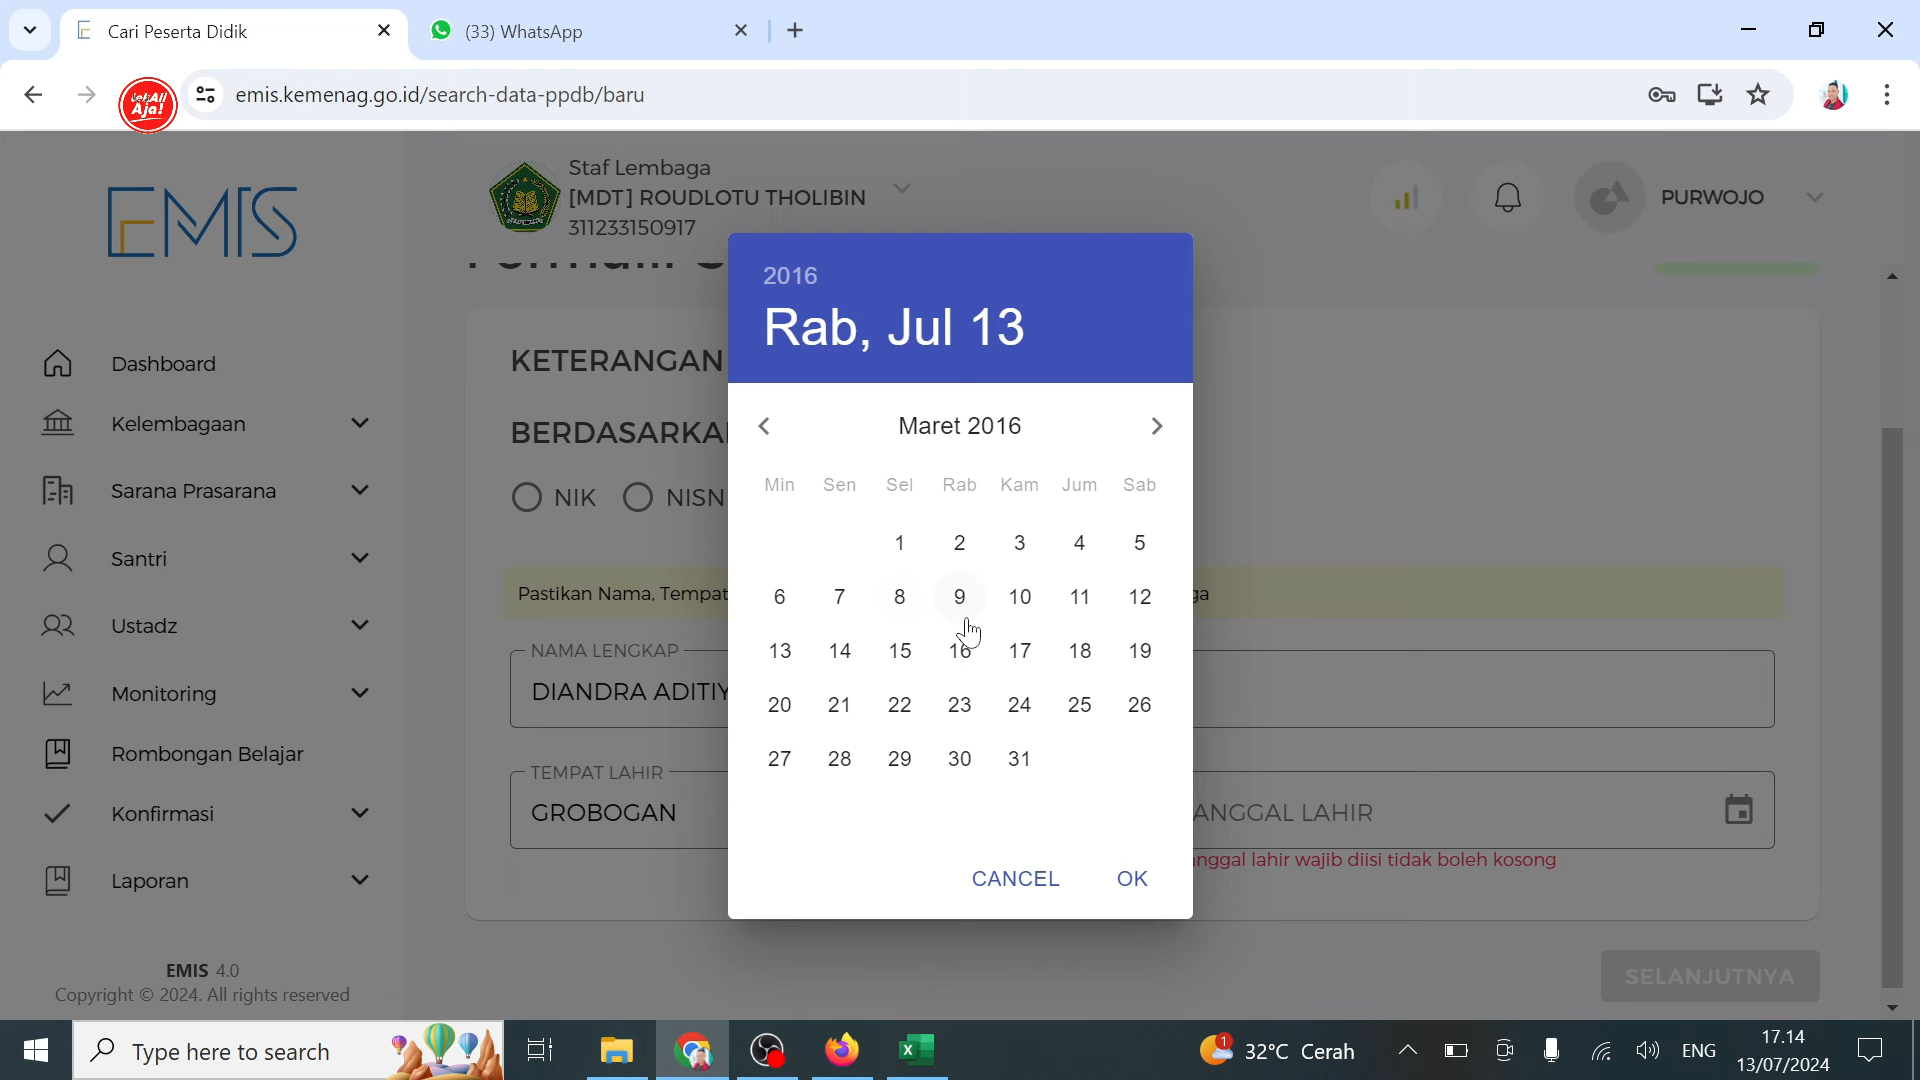 Cari Peserta Didik
(33) WhatsApp
emis.kemenag.go.id/search-data-ppdb/baru
Aja!
EMIS
Staf Lembaga
[MDT] ROUDLOTU THOLIBIN
311233150917
PURWOJO
Dashboard
Kelembagaan
Sarana Prasarana
Santri
Ustadz
Monitoring
Rombongan Belajar
Konfirmasi
Laporan
EMIS 4.0
Copyright © 2024. All rights reserved
KETERANGAN
BERDASARKA
NIK NISN
Pastikan Nama, Tempat
ga
NAMA LENGKAP
DIANDRA ADITIY
TEMPAT LAHIR
GROBOGAN
ANGGAL LAHIR
nggal lahir wajib diisi tidak boleh kosong
SELANJUTNYA
2016
Rab, Jul 13
Maret 2016
Min Sen Sel Rab Kam Jum Sab
1 2 3 4 5
6 7 8 9 10 11 12
13 14 15 16 17 18 19
20 21 22 23 24 25 26
27 28 29 30 31
CANCEL OK
Type here to search
1
32°C Cerah
ENG
17.14
13/07/2024